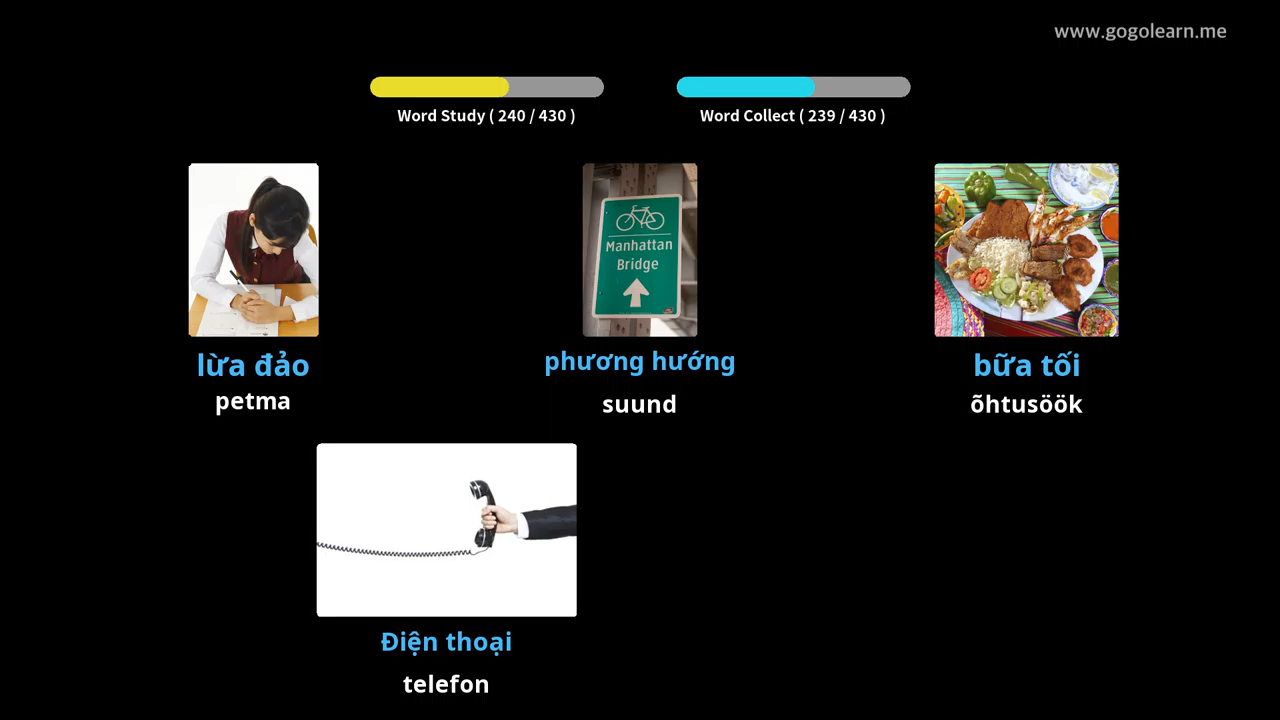 www.gogolearn.me
Word Study ( 240 / 430 )
Word Collect ( 239 / 430 )
Manhattan
Bridge
lừa đảo
petma
phương hướng
suund
bữa tối
õhtusöök
Điện thoại
telefon